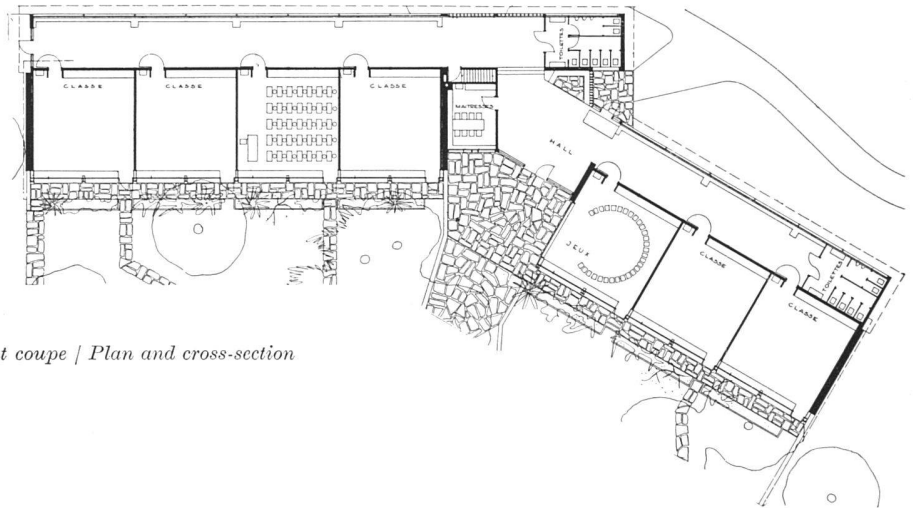 CLASSE
CLASSE
CLASSE
TOILETTES
MAITRESSES
HALL
JEUX
CLASSE
TOILETTES
CLASSE
t coupe / Plan and cross-section